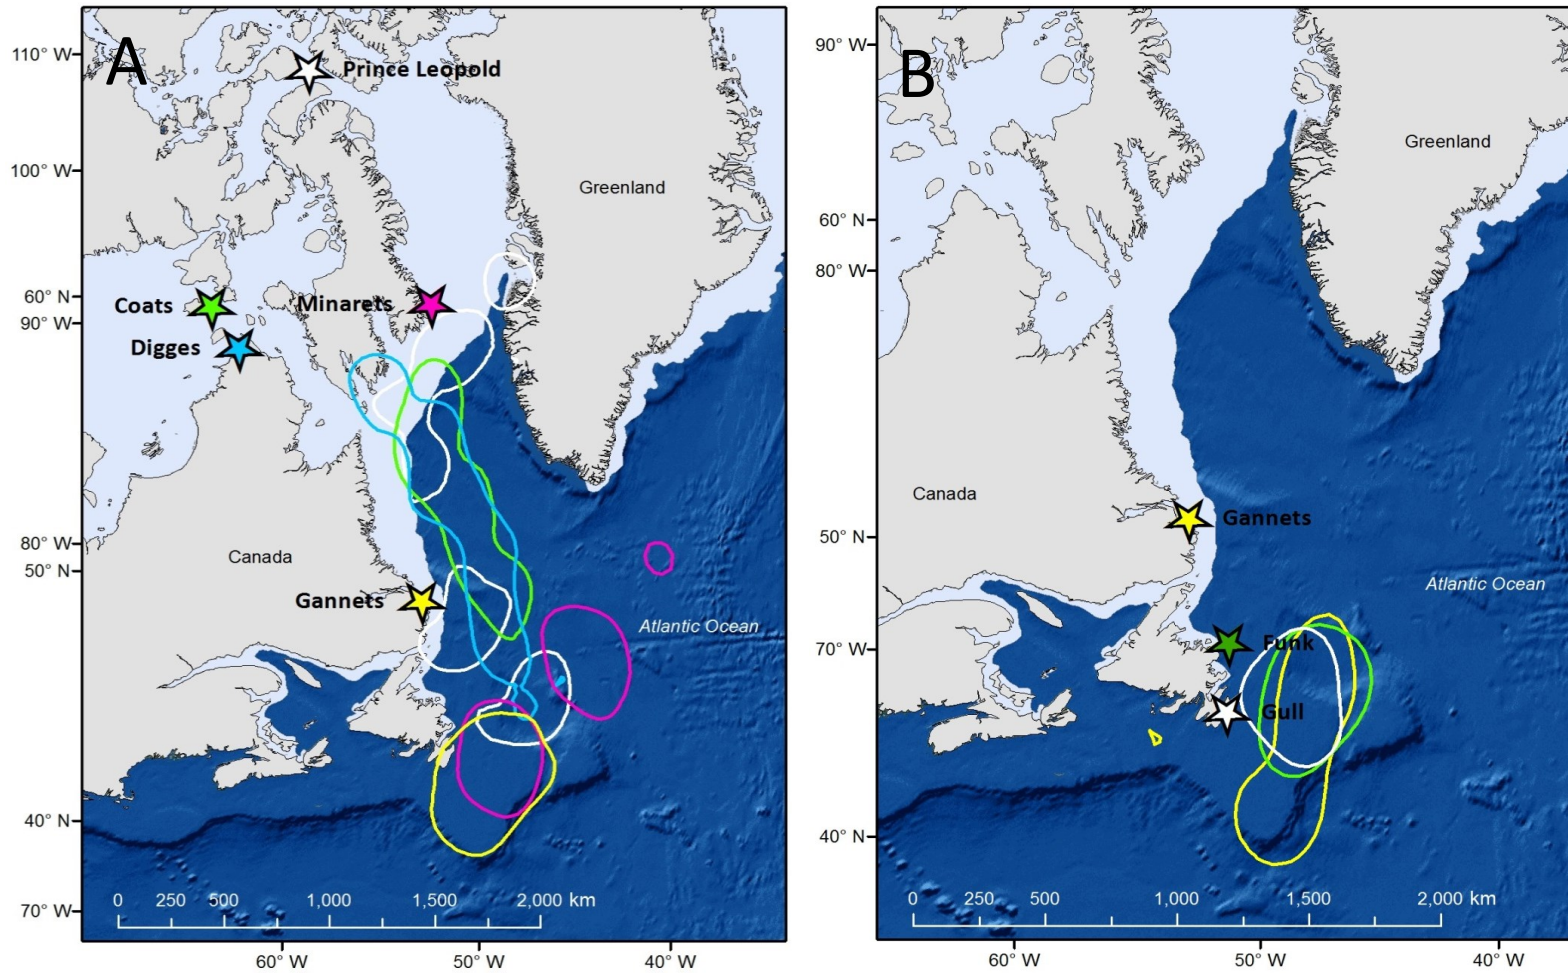 A
110° W
Prince Leopold
100° W
Greenland
60° N
90° W
Coats
Minarets
Digges
80° W
50° N
Canada
Gannets
Atlantic Ocean
40° N
70° W
0 250 500 1,000 1,500 2,000 km
60° W 50° W 40° W
B
90° W
Greenland
60° N
80° W
Canada
Gannets
50° N
Atlantic Ocean
70° W
Funk
Gull
40° N
0 250 500 1,000 1,500 2,000 km
60° W 50° W 40° W